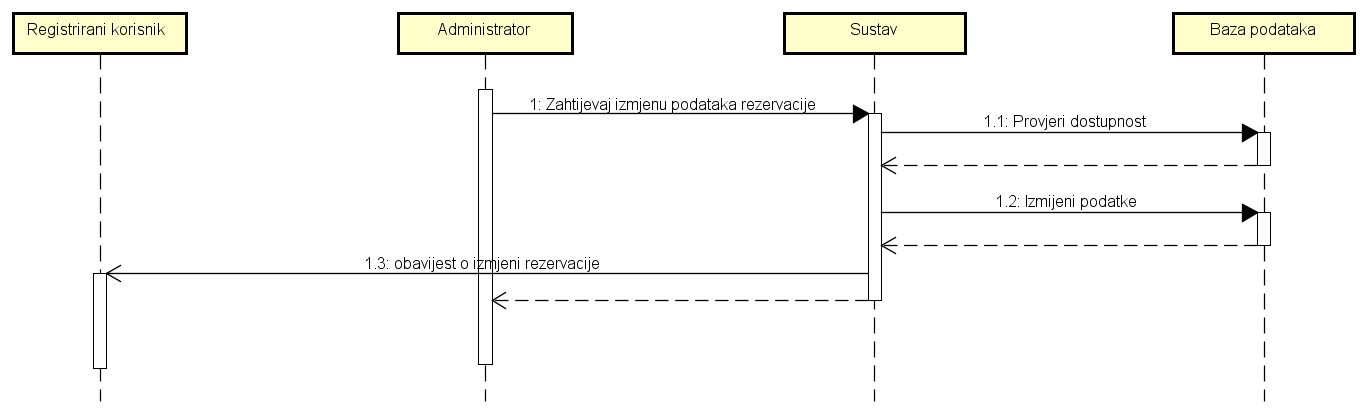 Registrirani korisnik
Administrator
Sustav
Baza podataka
1: Zahtijevaj izmjenu podataka rezervacije
1.1: Provjeri dostupnost
1.2: Izmijeni podatke
1.3: obavijest o izmjeni rezervacije